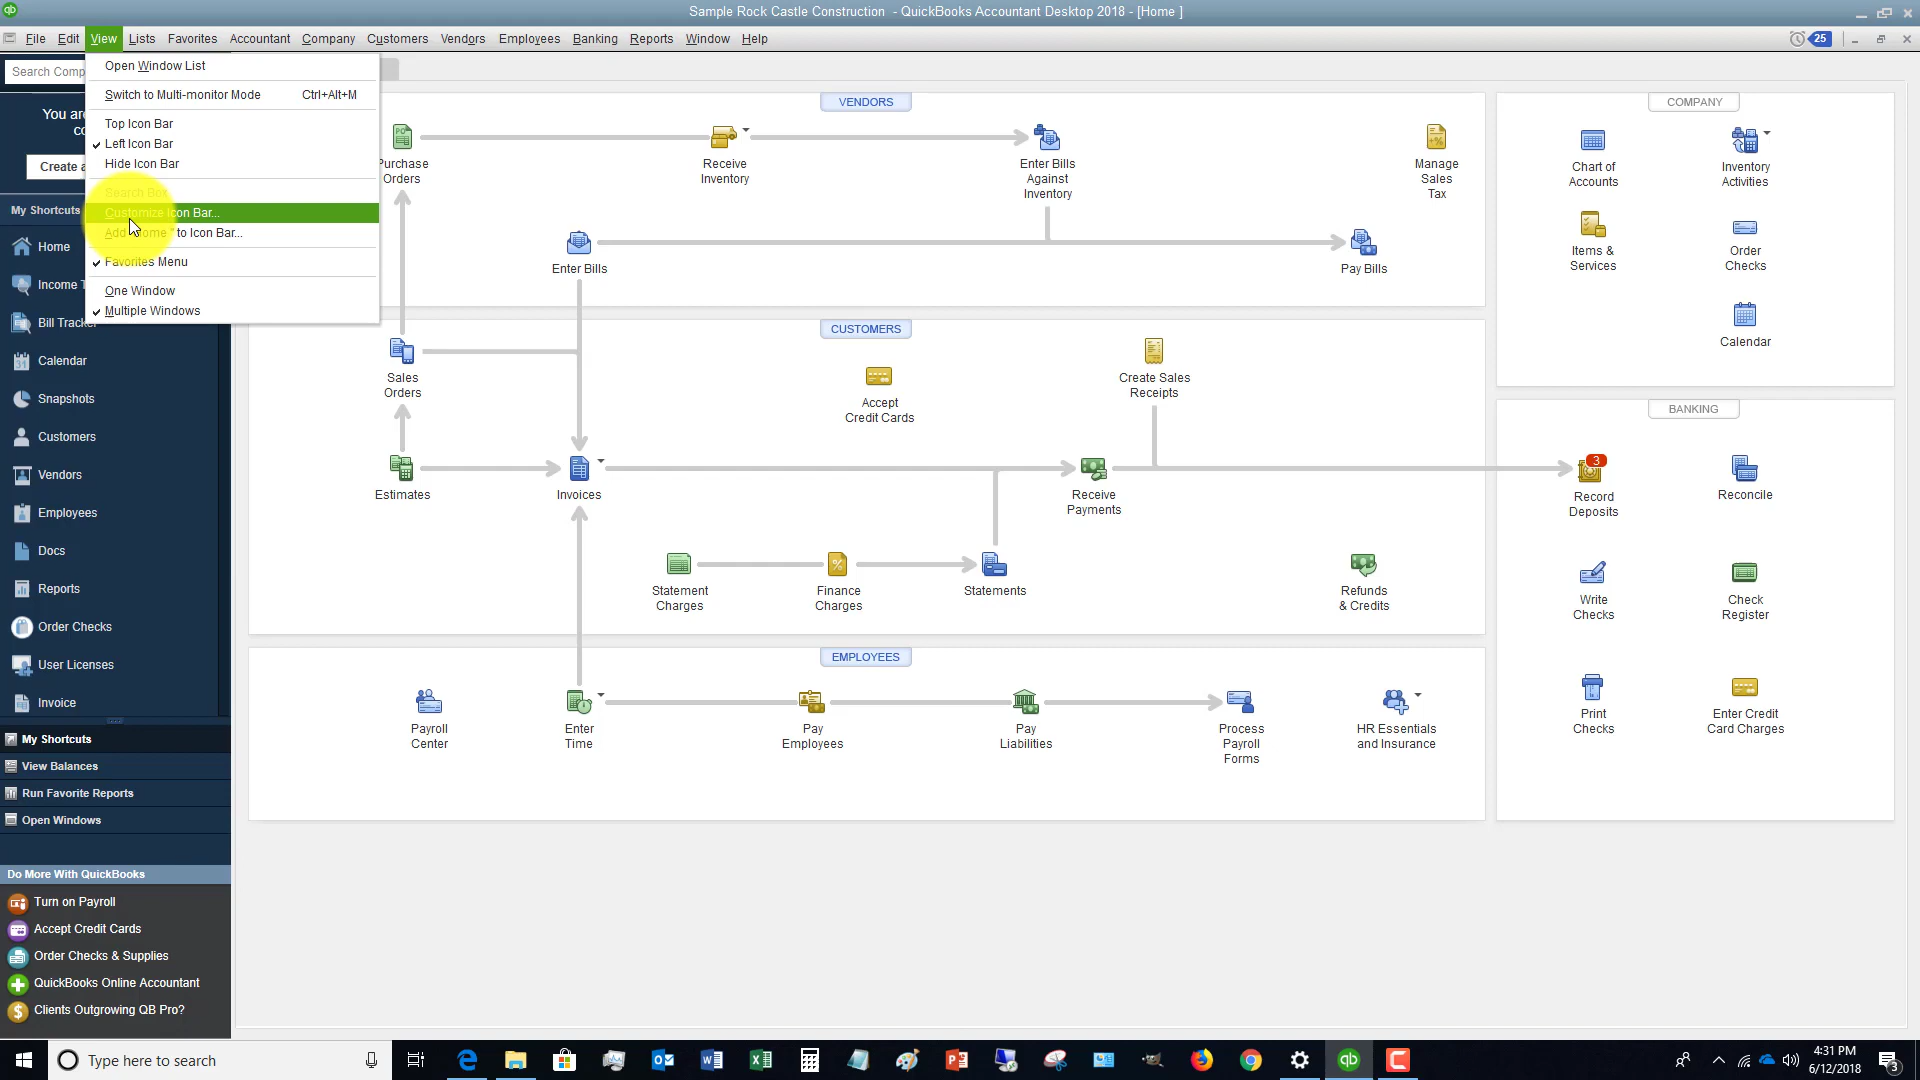 Sample Rock Castle Construction - QuickBooks Accountant Desktop 2018 - [Home ]
File Edit View Lists Favorites Accountant Company Customers Vendors Employees Banking Reports Window Help
25
Search Comp
Open Window List
Switch to Multi-monitor Mode Ctrl+Alt+M
Top Icon Bar
Left Icon Bar
Hide Icon Bar
Search Box
Customize Icon Bar...
Add "Home " to Icon Bar...
Favorites Menu
One Window
Multiple Windows
You are
co
Create a
My Shortcuts
Home
Income T
Bill Tracker
Calendar
31
Snapshots
Customers
Vendors
Employees
Docs
Reports
Order Checks
User Licenses
Invoice
My Shortcuts
View Balances
Run Favorite Reports
Open Windows
Do More With QuickBooks
Turn on Payroll
Accept Credit Cards
Order Checks & Supplies
QuickBooks Online Accountant
Clients Outgrowing QB Pro?
VENDORS
PO
Purchase
Orders
Receive
Inventory
Enter Bills
Against
Inventory
Manage
Sales
Tax
Enter Bills
Pay Bills
CUSTOMERS
Sales
Orders
Accept
Credit Cards
Create Sales
Receipts
Estimates
Invoices
Receive
Payments
Statement
Charges
Finance
Charges
Statements
Refunds
& Credits
EMPLOYEES
Payroll
Center
Enter
Time
Pay
Employees
Pay
Liabilities
Process
Payroll
Forms
HR Essentials
and Insurance
COMPANY
Chart of
Accounts
Inventory
Activities
Items &
Services
Order
Checks
Calendar
BANKING
3
Record
Deposits
Reconcile
Write
Checks
Check
Register
Print
Checks
Enter Credit
Card Charges
Type here to search
4:31 PM
6/12/2018
3